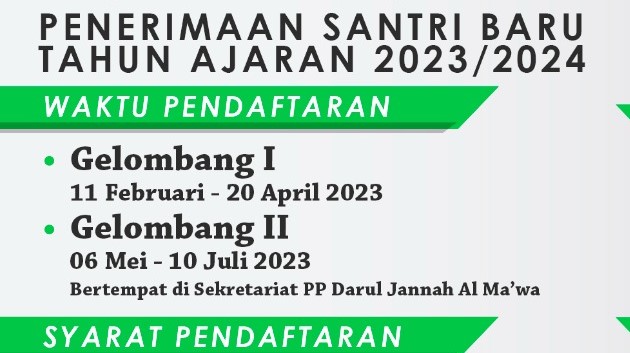 PENERIMAAN SANTRI BARU
TAHUN AJARAN 2023/2024
WAKTU PENDAFTARAN
• Gelombang I
11 Februari - 20 April 2023
• Gelombang II
06 Mei - 10 Juli 2023
Bertempat di Sekretariat PP Darul Jannah Al Ma'wa
SYARAT PENDAFTARAN